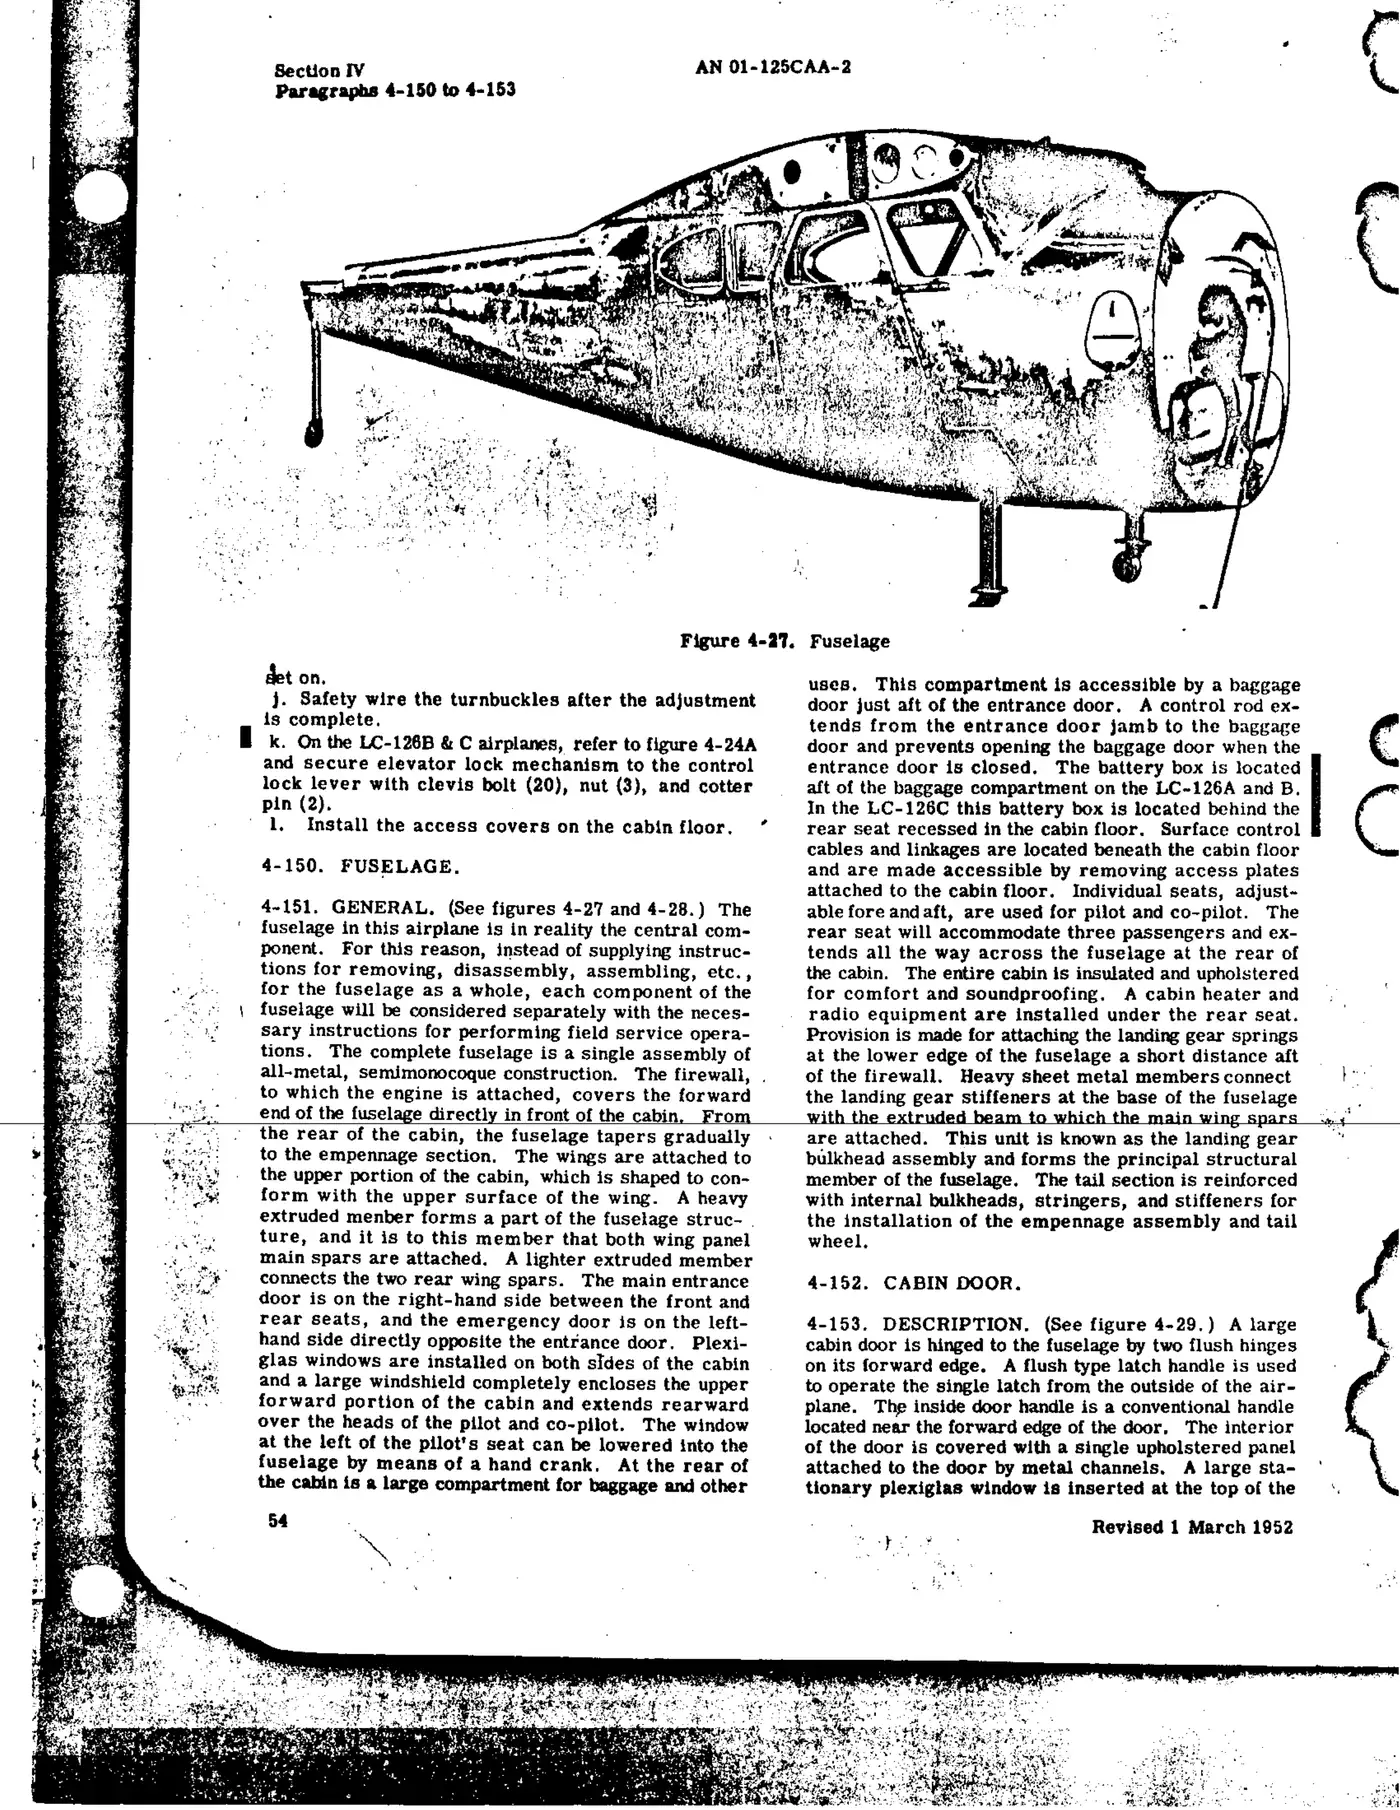 Section IV
Paragraphs 4-150 to 4-153
AN 01-125CAA-2
Figure 4-27. Fuselage
set on.
j. Safety wire the turnbuckles after the adjustment
is complete.
k. On the LC-126B & C airplanes, refer to figure 4-24A
and secure elevator lock mechanism to the control
lock lever with clevis bolt (20), nut (3), and cotter
pin (2).
l. Install the access covers on the cabin floor.
4-150. FUSELAGE.
4-151. GENERAL. (See figures 4-27 and 4-28.) The
fuselage in this airplane is in reality the central com-
ponent. For this reason, instead of supplying instruc-
tions for removing, disassembly, assembling, etc.,
for the fuselage as a whole, each component of the
fuselage will be considered separately with the neces-
sary instructions for performing field service opera-
tions. The complete fuselage is a single assembly of
all-metal, semimonocoque construction. The firewall,
to which the engine is attached, covers the forward
end of the fuselage directly in front of the cabin. From
the rear of the cabin, the fuselage tapers gradually
to the empennage section. The wings are attached to
the upper portion of the cabin, which is shaped to con-
form with the upper surface of the wing. A heavy
extruded menber forms a part of the fuselage struc-
ture, and it is to this member that both wing panel
main spars are attached. A lighter extruded member
connects the two rear wing spars. The main entrance
door is on the right-hand side between the front and
rear seats, and the emergency door is on the left-
hand side directly opposite the entrance door. Plexi-
glas windows are installed on both sides of the cabin
and a large windshield completely encloses the upper
forward portion of the cabin and extends rearward
over the heads of the pilot and co-pilot. The window
at the left of the pilot's seat can be lowered into the
fuselage by means of a hand crank. At the rear of
the cabin is a large compartment for baggage and other
uses. This compartment is accessible by a baggage
door just aft of the entrance door. A control rod ex-
tends from the entrance door jamb to the baggage
door and prevents opening the baggage door when the
entrance door is closed. The battery box is located
aft of the baggage compartment on the LC-126A and B.
In the LC-126C this battery box is located behind the
rear seat recessed in the cabin floor. Surface control
cables and linkages are located beneath the cabin floor
and are made accessible by removing access plates
attached to the cabin floor. Individual seats, adjust-
able fore and aft, are used for pilot and co-pilot. The
rear seat will accommodate three passengers and ex-
tends all the way across the fuselage at the rear of
the cabin. The entire cabin is insulated and upholstered
for comfort and soundproofing. A cabin heater and
radio equipment are installed under the rear seat.
Provision is made for attaching the landing gear springs
at the lower edge of the fuselage a short distance aft
of the firewall. Heavy sheet metal members connect
the landing gear stiffeners at the base of the fuselage
with the extruded beam to which the main wing spars
are attached. This unit is known as the landing gear
bulkhead assembly and forms the principal structural
member of the fuselage. The tail section is reinforced
with internal bulkheads, stringers, and stiffeners for
the installation of the empennage assembly and tail
wheel.
4-152. CABIN DOOR.
4-153. DESCRIPTION. (See figure 4-29.) A large
cabin door is hinged to the fuselage by two flush hinges
on its forward edge. A flush type latch handle is used
to operate the single latch from the outside of the air-
plane. The inside door handle is a conventional handle
located near the forward edge of the door. The interior
of the door is covered with a single upholstered panel
attached to the door by metal channels. A large sta-
tionary plexiglas window is inserted at the top of the
54
Revised 1 March 1952